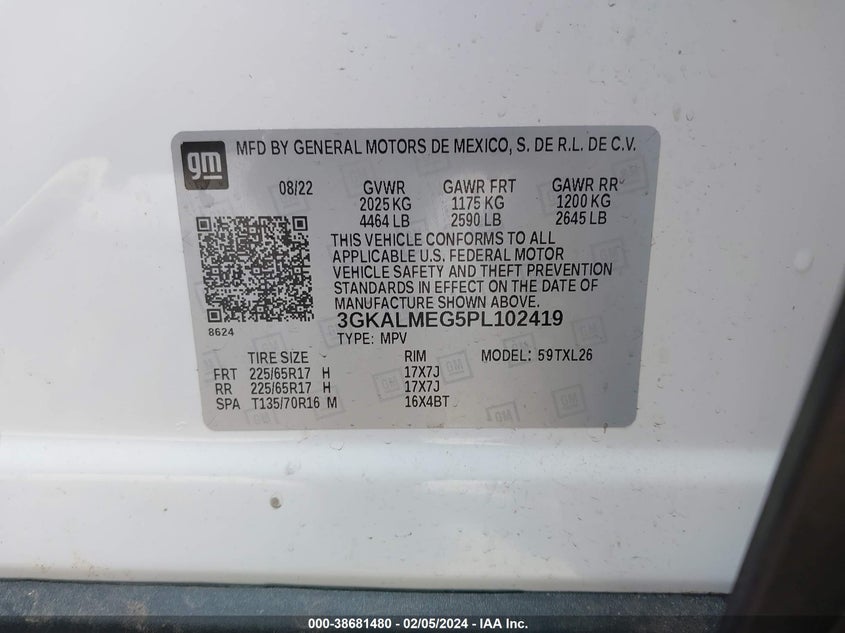 gm
MFD BY GENERAL MOTORS DE MEXICO, S. DE R.L. DE C.V.
08/22 GVWR GAWR FRT GAWR RR
2025 KG 1175 KG 1200 KG
4464 LB 2590 LB 2645 LB
THIS VEHICLE CONFORMS TO ALL
APPLICABLE U.S. FEDERAL MOTOR
VEHICLE SAFETY AND THEFT PREVENTION
STANDARDS IN EFFECT ON THE DATE OF
MANUFACTURE SHOWN ABOVE.
8624
3GKALMEG5PL102419
TYPE: MPV
TIRE SIZE RIM MODEL: 59TXL26
FRT 225/65R17 H 17X7J
RR 225/65R17 H 17X7J
SPA T135/70R16 M 16X4BT
000-38681480 - 02/05/2024 - IAA Inc.